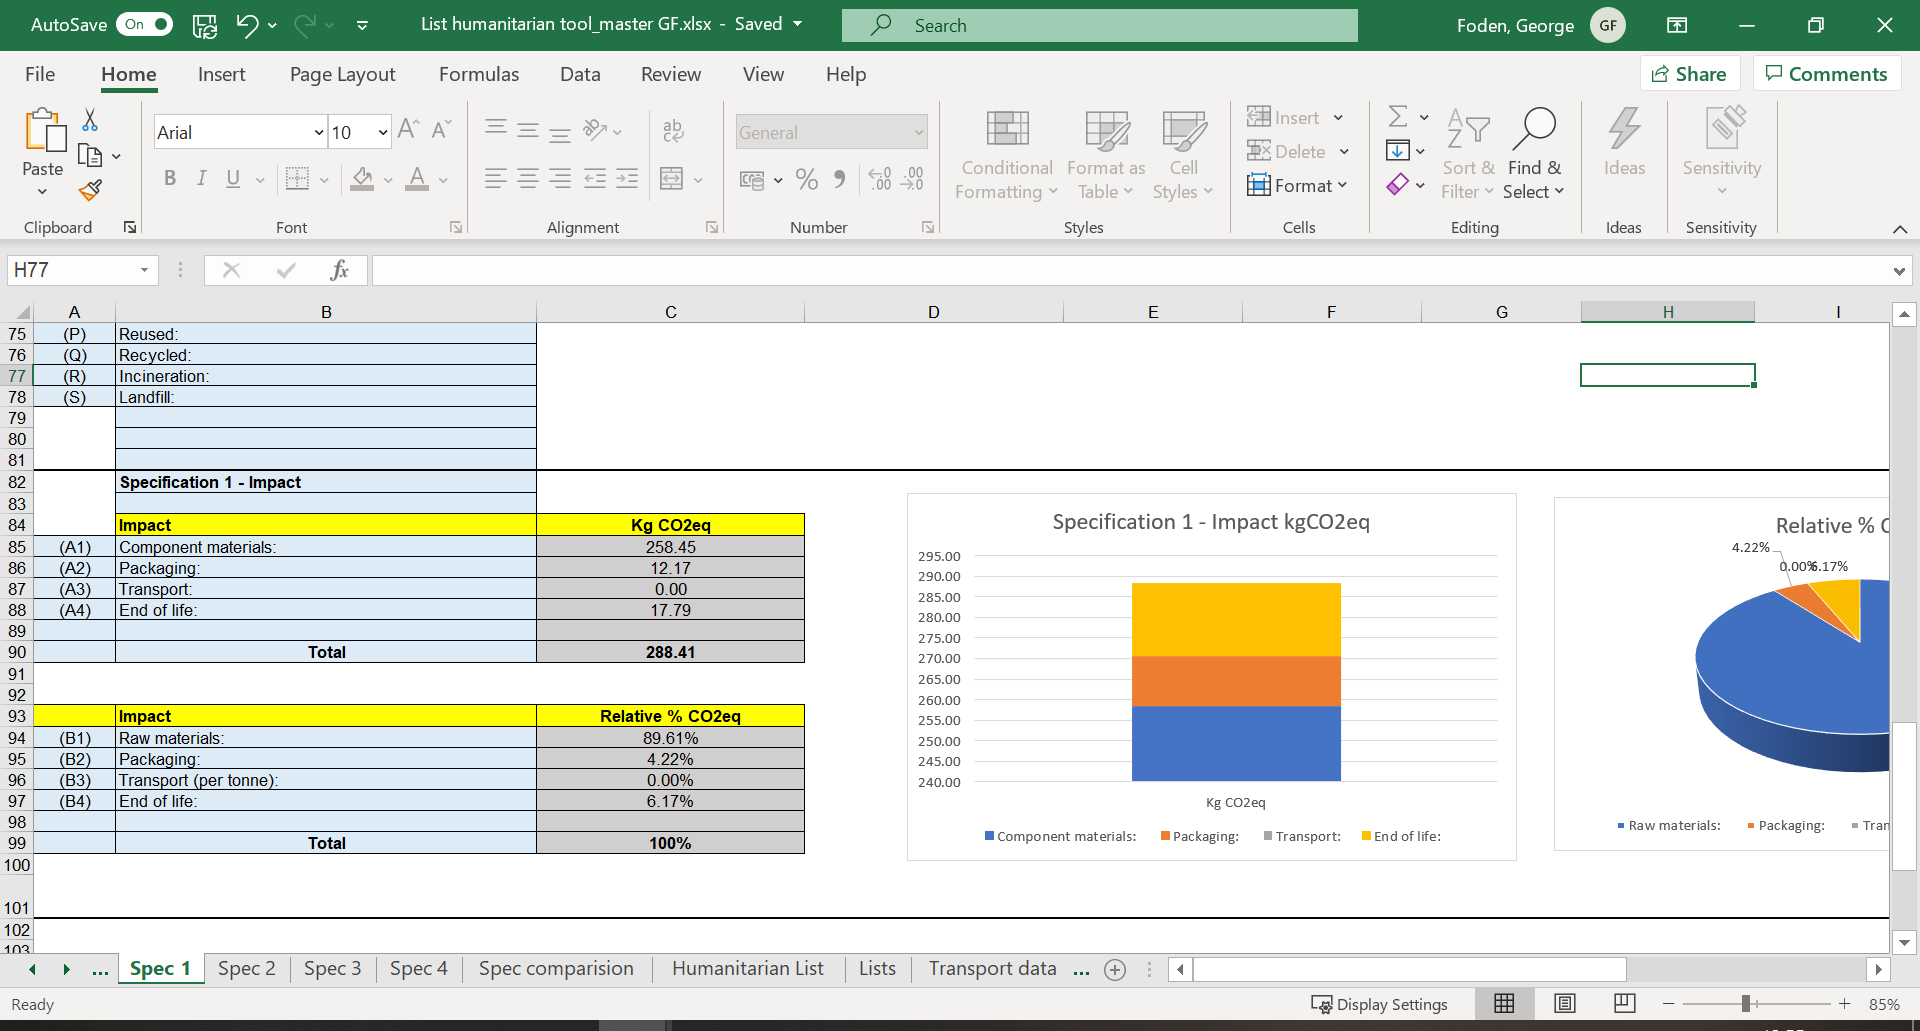 AutoSave On List humanitarian tool_master GF.xlsx - Saved Search Foden, George GF
File Home Insert Page Layout Formulas Data Review View Help Share Comments
Arial 10 General
Insert
Delete
Format
Paste
B I U
Conditional Formatting
Format as Table
Cell Styles
Sort & Filter
Find & Select
Ideas
Sensitivity
Clipboard Font Alignment Number Styles Cells Editing Ideas Sensitivity
H77 fx
A B C D E F G H I
75 (P) Reused:
76 (Q) Recycled:
77 (R) Incineration:
78 (S) Landfill:
79
80
81
82 Specification 1 - Impact
83
84 Impact Kg CO2eq
85 (A1) Component materials: 258.45
86 (A2) Packaging: 12.17
87 (A3) Transport: 0.00
88 (A4) End of life: 17.79
89
90 Total 288.41
91
92
93 Impact Relative % CO2eq
94 (B1) Raw materials: 89.61%
95 (B2) Packaging: 4.22%
96 (B3) Transport (per tonne): 0.00%
97 (B4) End of life: 6.17%
98
99 Total 100%
100
101
102
103
Specification 1 - Impact kgCO2eq
295.00
290.00
285.00
280.00
275.00
270.00
265.00
260.00
255.00
250.00
245.00
240.00
Kg CO2eq
Component materials: Packaging: Transport: End of life:
Relative % C
4.22%
0.00% 6.17%
Raw materials: Packaging: Tran
... Spec 1 Spec 2 Spec 3 Spec 4 Spec comparision Humanitarian List Lists Transport data ...
Ready Display Settings 85%